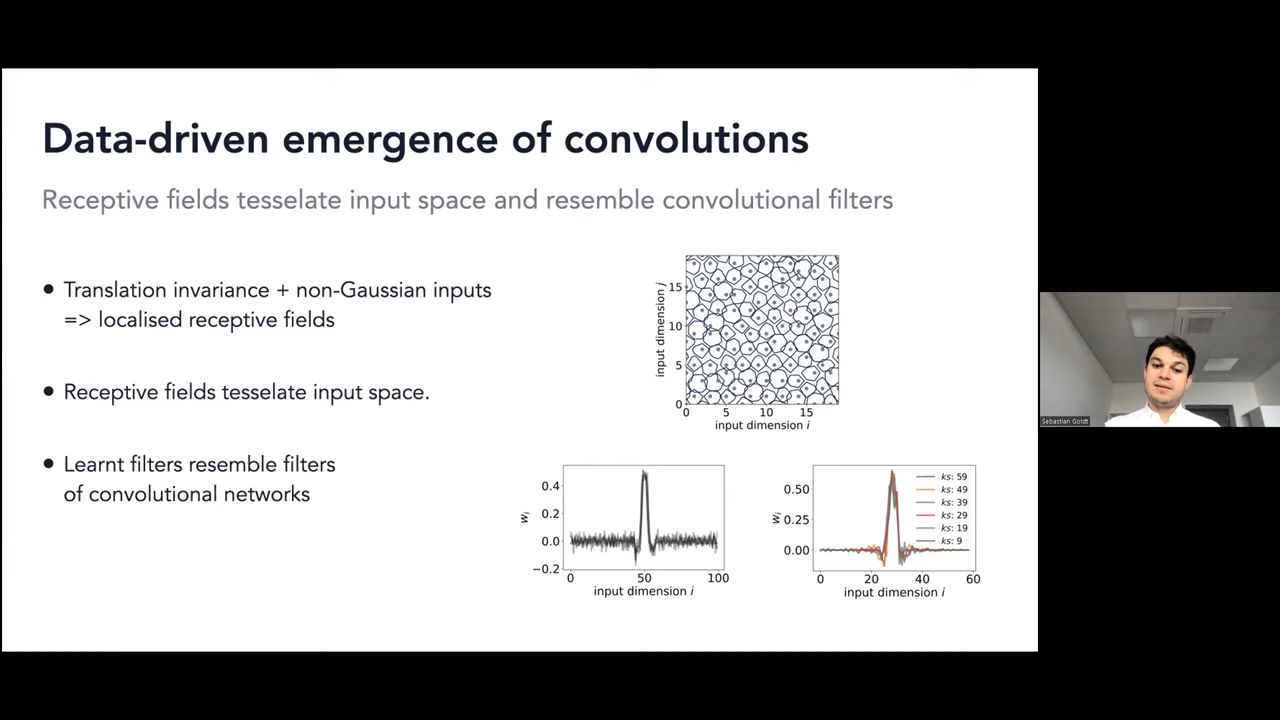 Data-driven emergence of convolutions
Receptive fields tesselate input space and resemble convolutional filters
• Translation invariance + non-Gaussian inputs
=> localised receptive fields
• Receptive fields tesselate input space.
• Learnt filters resemble filters
of convolutional networks
input dimension j
15
10
5
0
0 5 10 15
input dimension i
w_i
0.4
0.2
0.0
−0.2
0 50 100
input dimension i
w_i
0.50
0.25
0.00
0 20 40 60
input dimension i
ks: 59
ks: 49
ks: 39
ks: 29
ks: 19
ks: 9
Sebastian Goldt